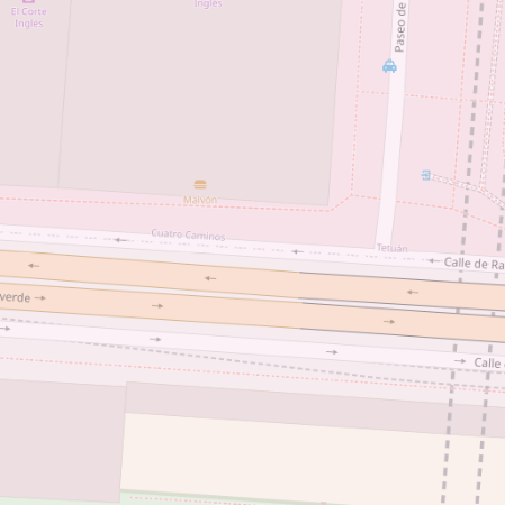 El Corte
Inglés
Inglés
Paseo de
Malvón
Cuatro Caminos
Tetuán
Calle de Ra
verde
Calle